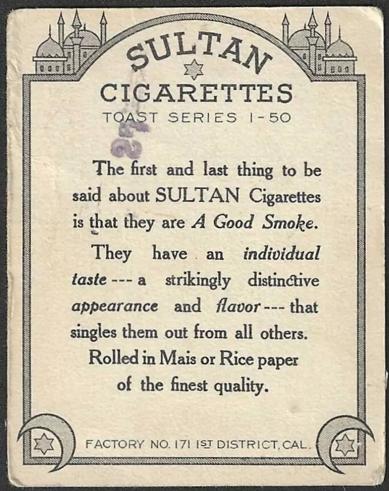 SULTAN
CIGARETTES
TOAST SERIES 1-50
The first and last thing to be
said about SULTAN Cigarettes
is that they are A Good Smoke.
They have an individual
taste --- a strikingly distinctive
appearance and flavor --- that
singles them out from all others.
Rolled in Mais or Rice paper
of the finest quality.
FACTORY NO. 171 1ST DISTRICT, CAL.